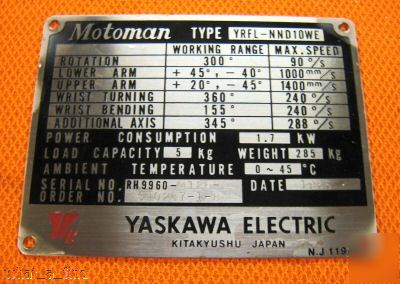 Motoman TYPE YRFL-NND10WE
WORKING RANGE MAX. SPEED
ROTATION 300° 90°/s
LOWER ARM + 45°, - 40° 1000mm/s
UPPER ARM + 20°, - 45° 1400mm/s
WRIST TURNING 360° 240°/s
WRIST BENDING 155° 240°/s
ADDITIONAL AXIS 345° 288°/s
POWER CONSUMPTION 1.7 KW
LOAD CAPACITY 5 kg WEIGHT 285 kg
AMBIENT TEMPERATURE 0~45 °C
SERIAL NO. RH9960- DATE
ORDER NO.
YASKAWA ELECTRIC
KITAKYUSHU JAPAN
NJ 119